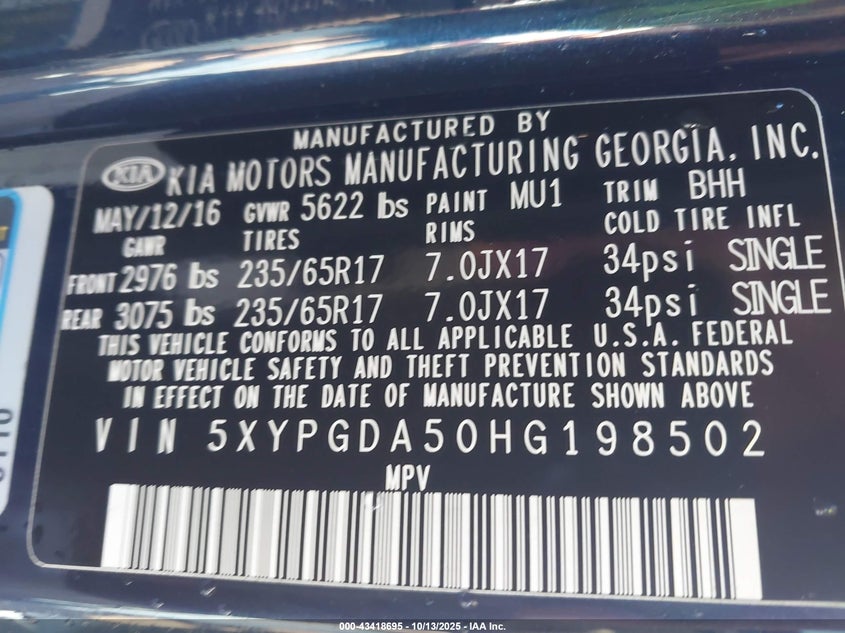 MANUFACTURED BY
KIA KIA MOTORS MANUFACTURING GEORGIA, INC.
MAY/12/16 GVWR 5622 lbs PAINT MU1 TRIM BHH
GAWR TIRES RIMS COLD TIRE INFL
FRONT 2976 lbs 235/65R17 7.0JX17 34psi SINGLE
REAR 3075 lbs 235/65R17 7.0JX17 34psi SINGLE
THIS VEHICLE CONFORMS TO ALL APPLICABLE U.S.A. FEDERAL
MOTOR VEHICLE SAFETY AND THEFT PREVENTION STANDARDS
IN EFFECT ON THE DATE OF MANUFACTURE SHOWN ABOVE
VIN 5XYPGDA50HG198502
MPV
000-43418695 - 10/13/2025 - IAA Inc.